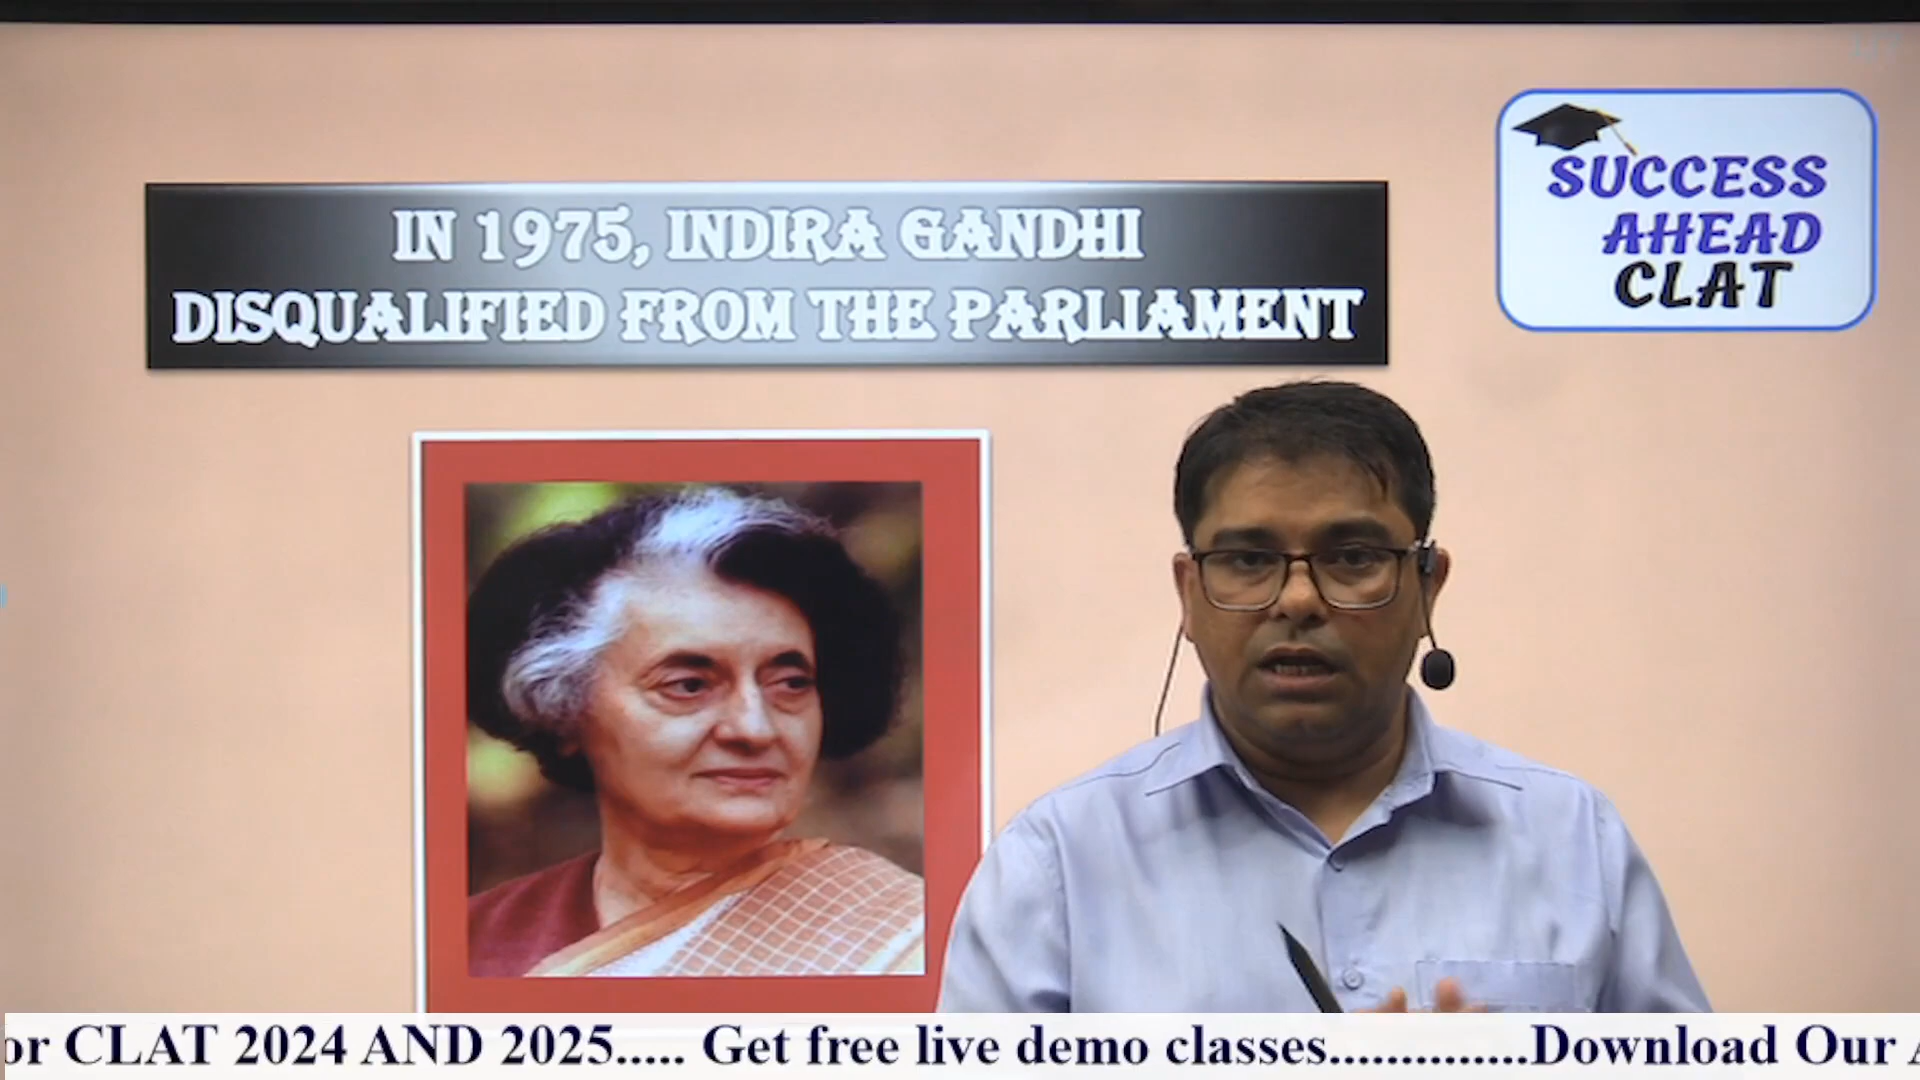 IN 1975, INDIRA GANDHI
DISQUALIFIED FROM THE PARLIAMENT
SUCCESS
AHEAD
CLAT
or CLAT 2024 AND 2025..... Get free live demo classes..............Download Our